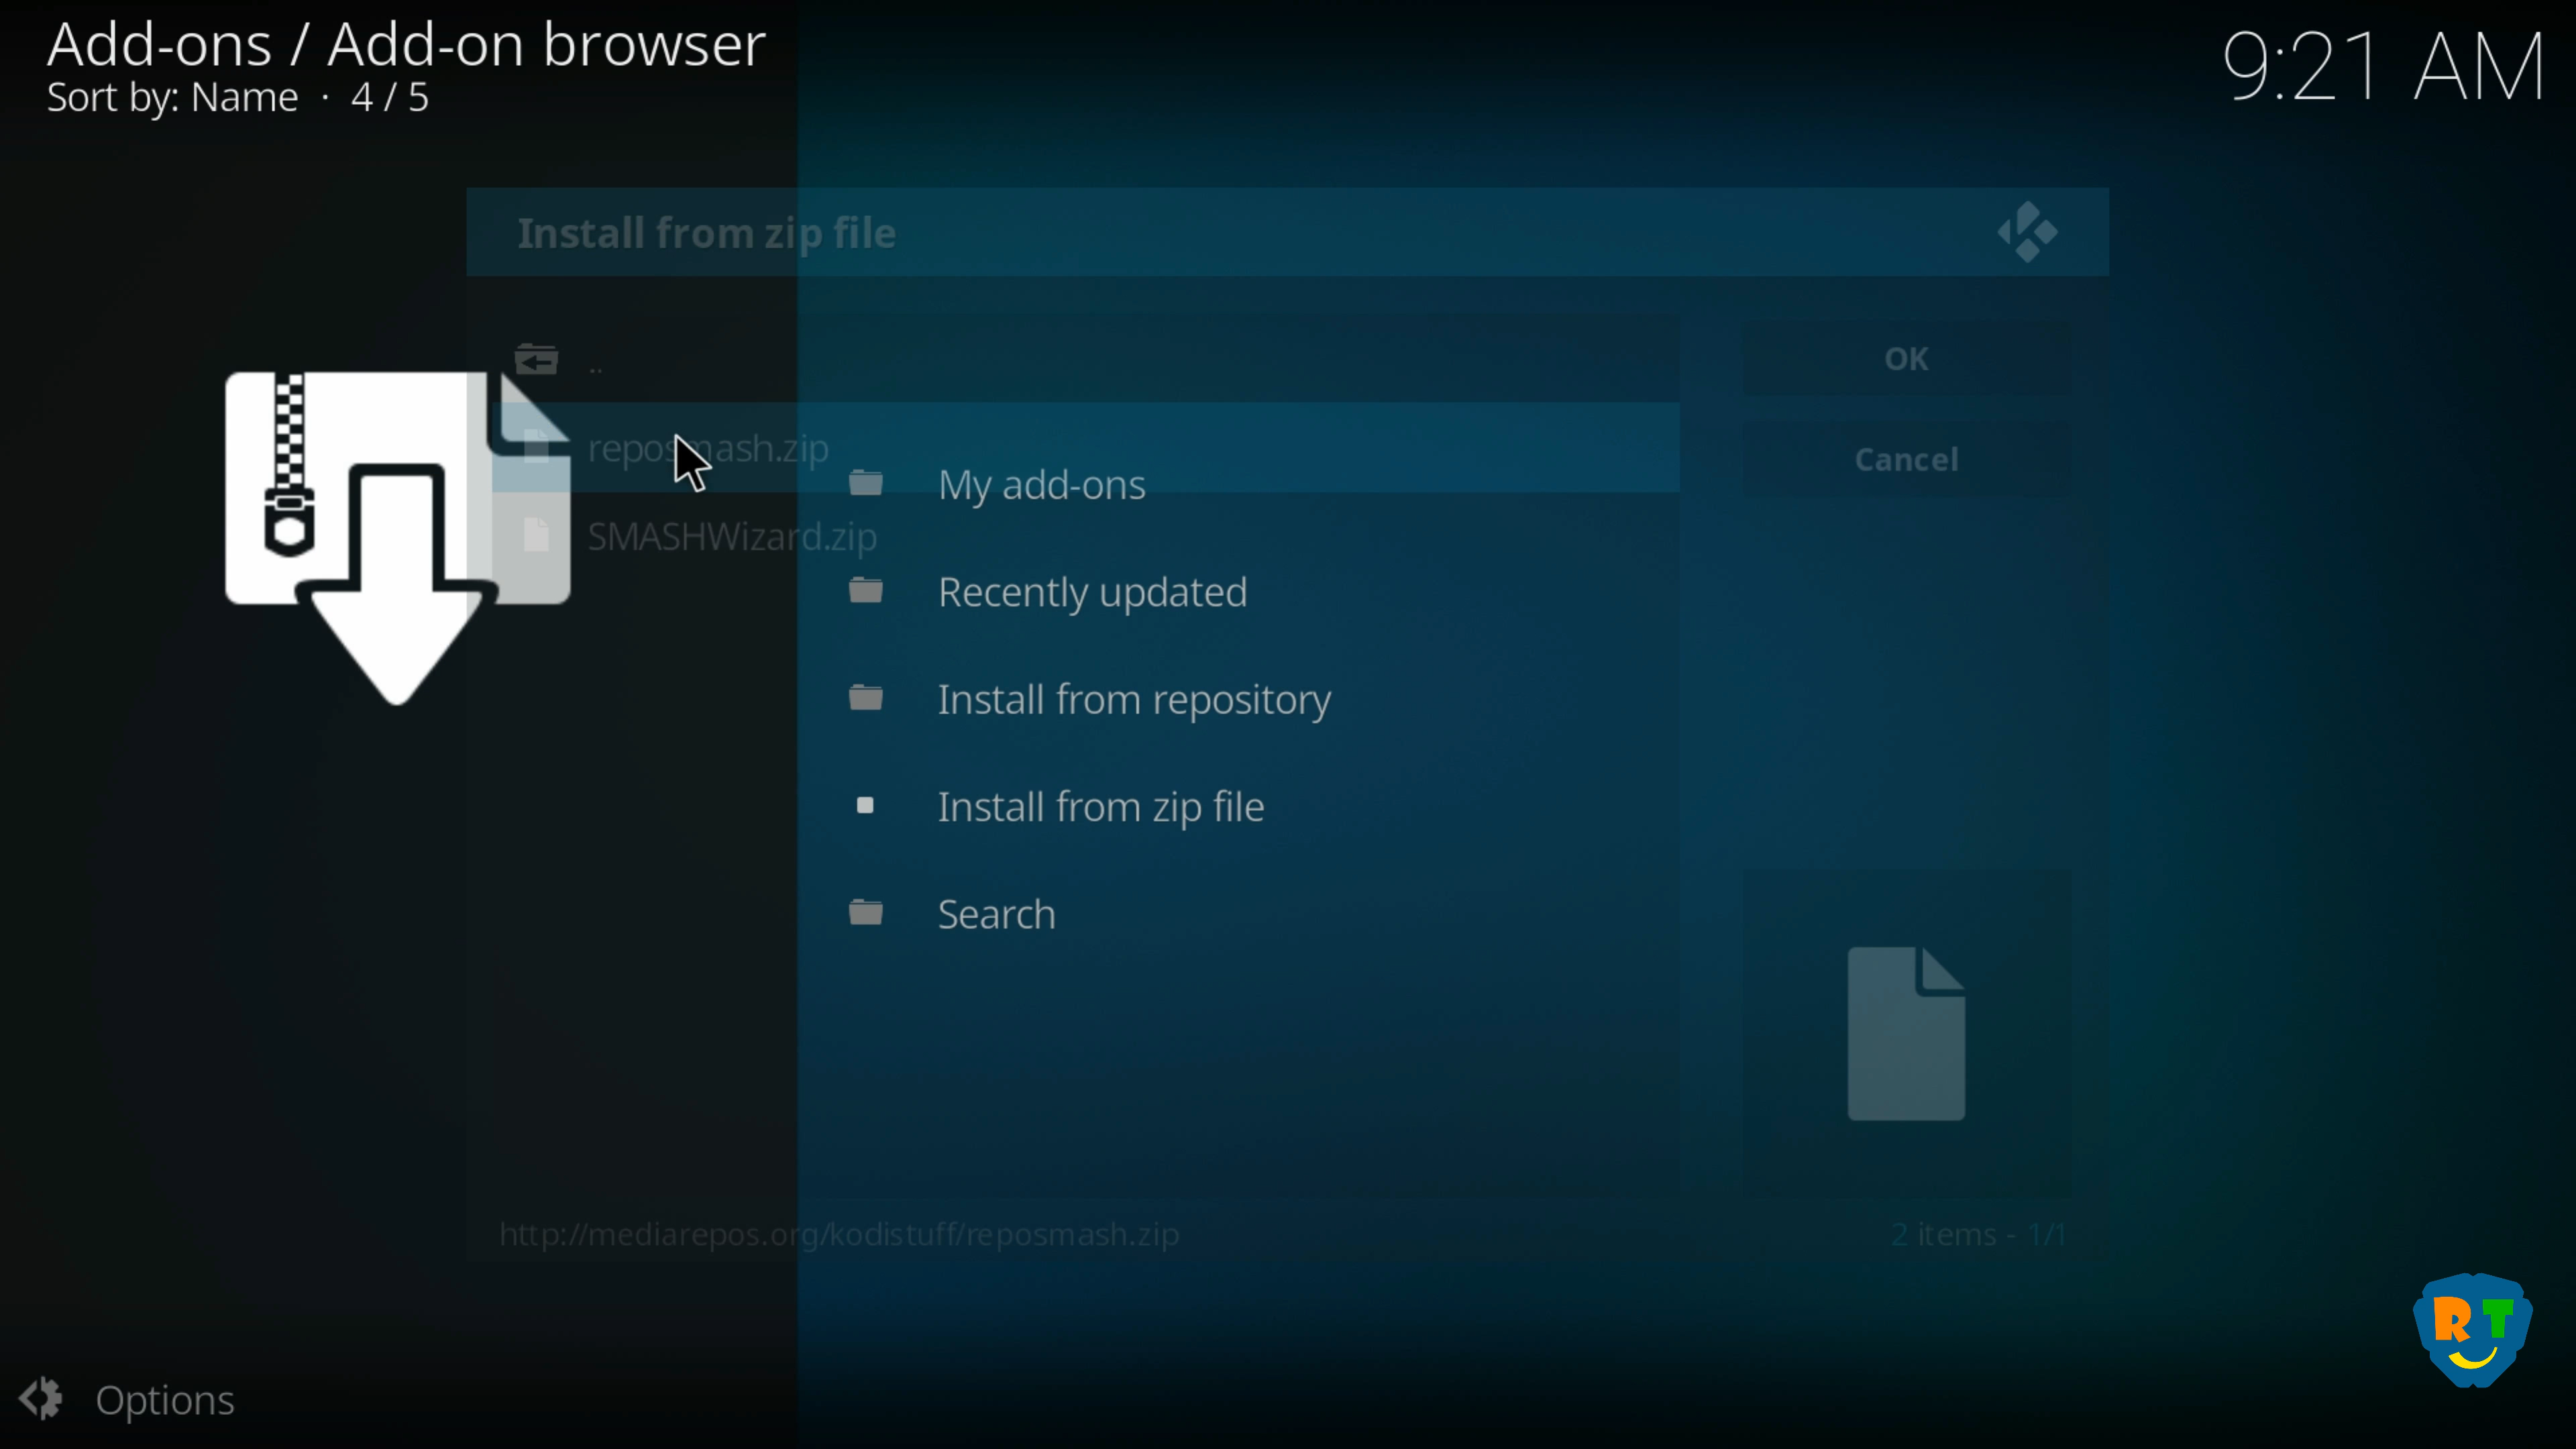 Add-ons / Add-on browser
Sort by: Name · 4 / 5
9:21 AM
Install from zip file
..
OK
reposmash.zip
Cancel
SMASHWizard.zip
My add-ons
Recently updated
Install from repository
Install from zip file
Search
http://mediarepos.org/kodistuff/reposmash.zip
2 items - 1/1
Options
RT